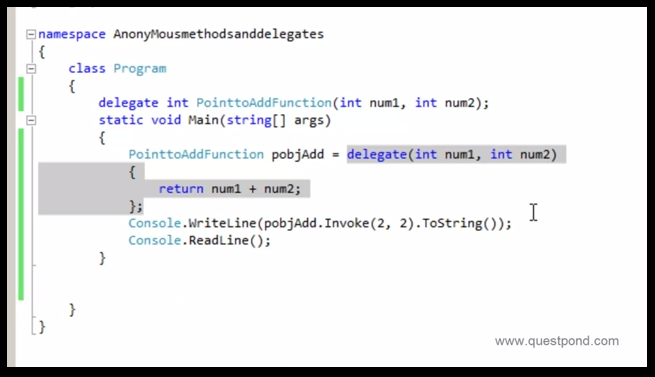 namespace AnonyMousmethodsanddelegates
{
class Program
{
delegate int PointtoAddFunction(int num1, int num2);
static void Main(string[] args)
{
PointtoAddFunction pobjAdd = delegate(int num1, int num2)
{
return num1 + num2;
};
Console.WriteLine(pobjAdd.Invoke(2, 2).ToString());
Console.ReadLine();
}
}
}
www.questpond.com